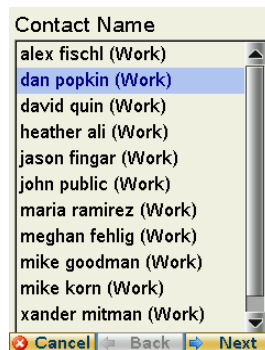 Contact Name
alex fischl (Work)
dan popkin (Work)
david quin (Work)
heather ali (Work)
jason fingar (Work)
john public (Work)
maria ramirez (Work)
meghan fehlig (Work)
mike goodman (Work)
mike korn (Work)
xander mitman (Work)
Cancel Back Next